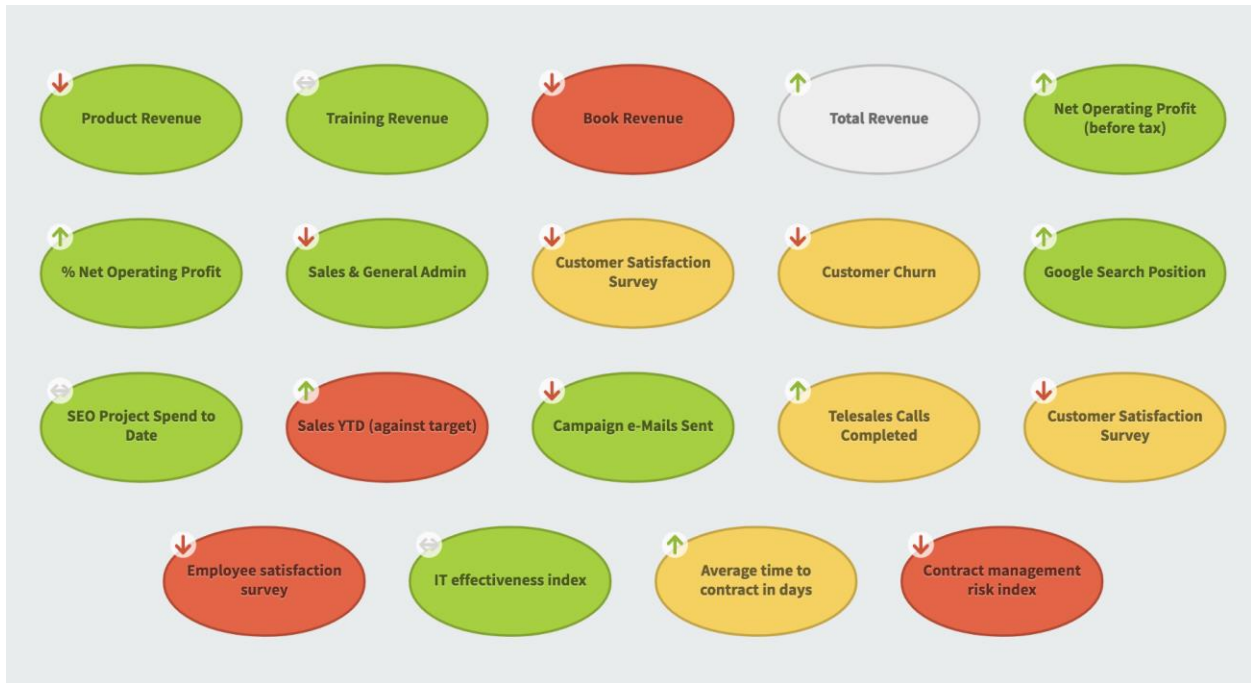 Product Revenue
Training Revenue
Book Revenue
Total Revenue
Net Operating Profit
(before tax)
% Net Operating Profit
Sales & General Admin
Customer Satisfaction
Survey
Customer Churn
Google Search Position
SEO Project Spend to
Date
Sales YTD (against target)
Campaign e-Mails Sent
Telesales Calls
Completed
Customer Satisfaction
Survey
Employee satisfaction
survey
IT effectiveness index
Average time to
contract in days
Contract management
risk index